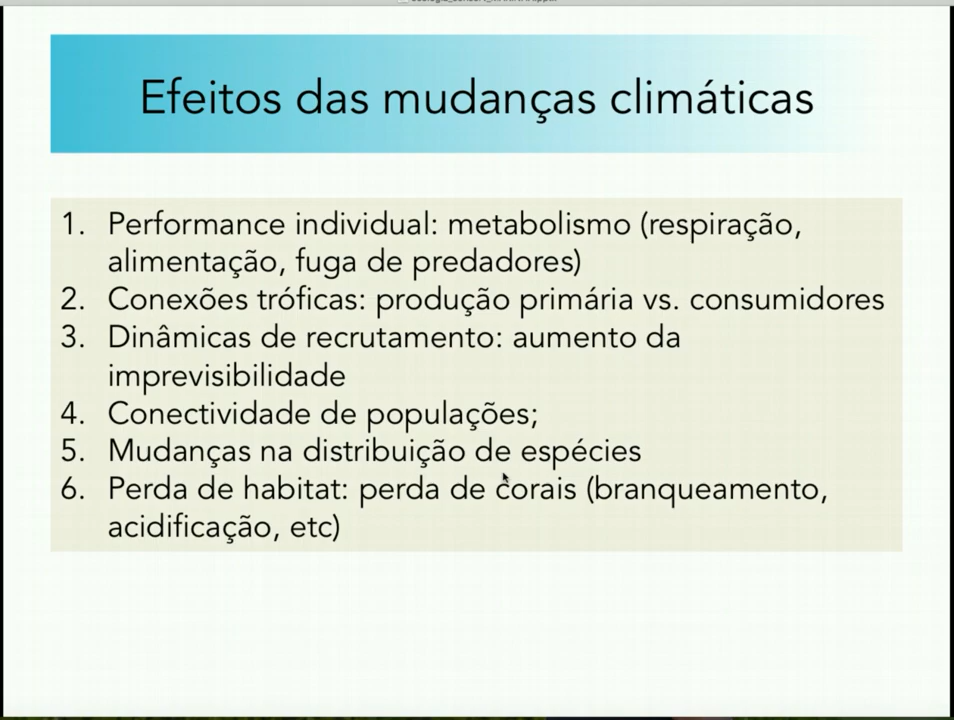 Efeitos das mudanças climáticas
1. Performance individual: metabolismo (respiração,
alimentação, fuga de predadores)
2. Conexões tróficas: produção primária vs. consumidores
3. Dinâmicas de recrutamento: aumento da
imprevisibilidade
4. Conectividade de populações;
5. Mudanças na distribuição de espécies
6. Perda de habitat: perda de corais (branqueamento,
acidificação, etc)